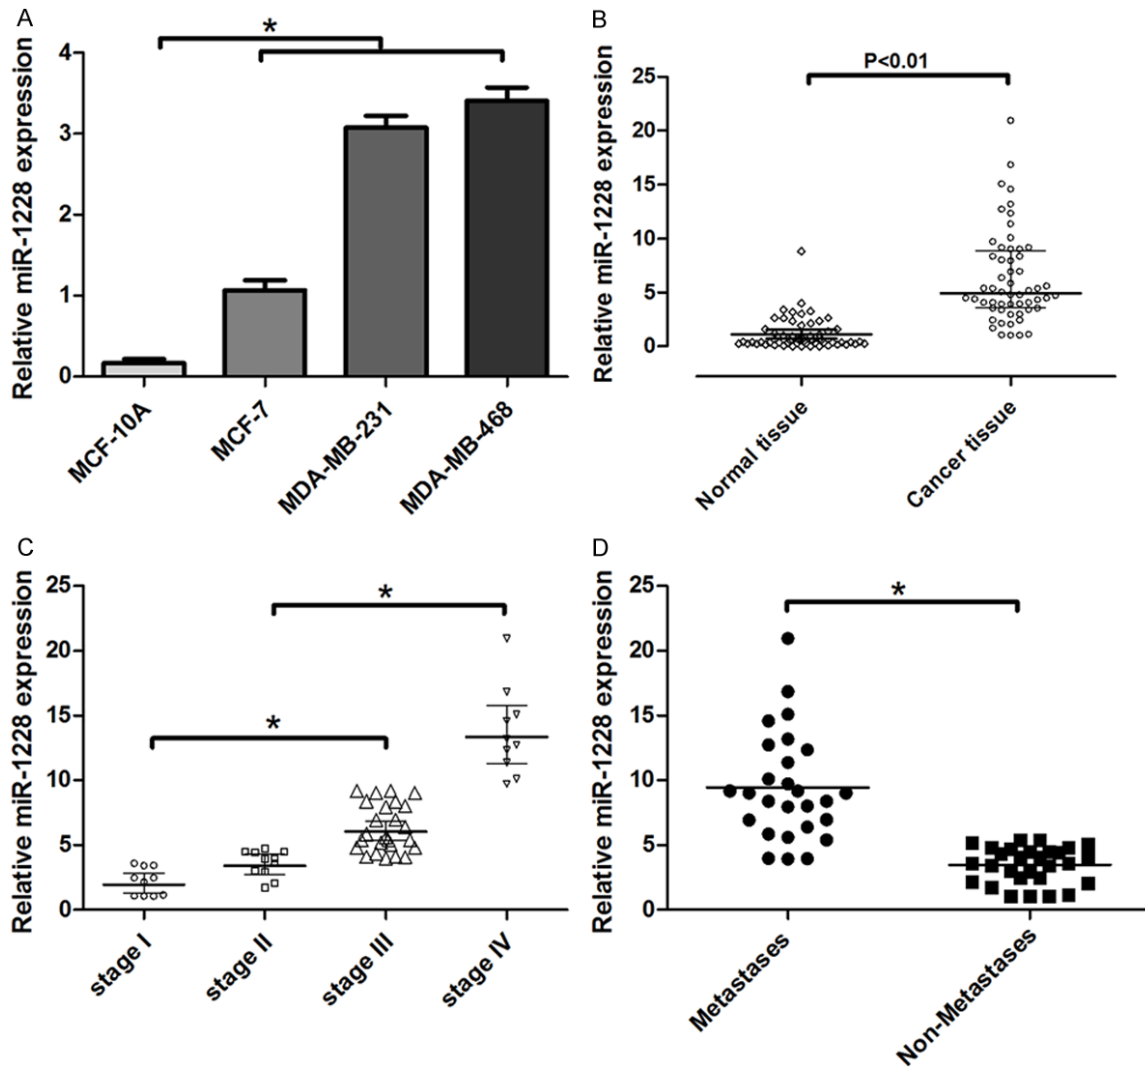 A
Relative miR-1228 expression
*
4
3
2
1
0
MCF-10A
MCF-7
MDA-MB-231
MDA-MB-468
B
Relative miR-1228 expression
P<0.01
25
20
15
10
5
0
Normal tissue
Cancer tissue
C
Relative miR-1228 expression
*
*
25
20
15
10
5
0
stage I
stage II
stage III
stage IV
D
Relative miR-1228 expression
*
25
20
15
10
5
0
Metastases
Non-Metastases